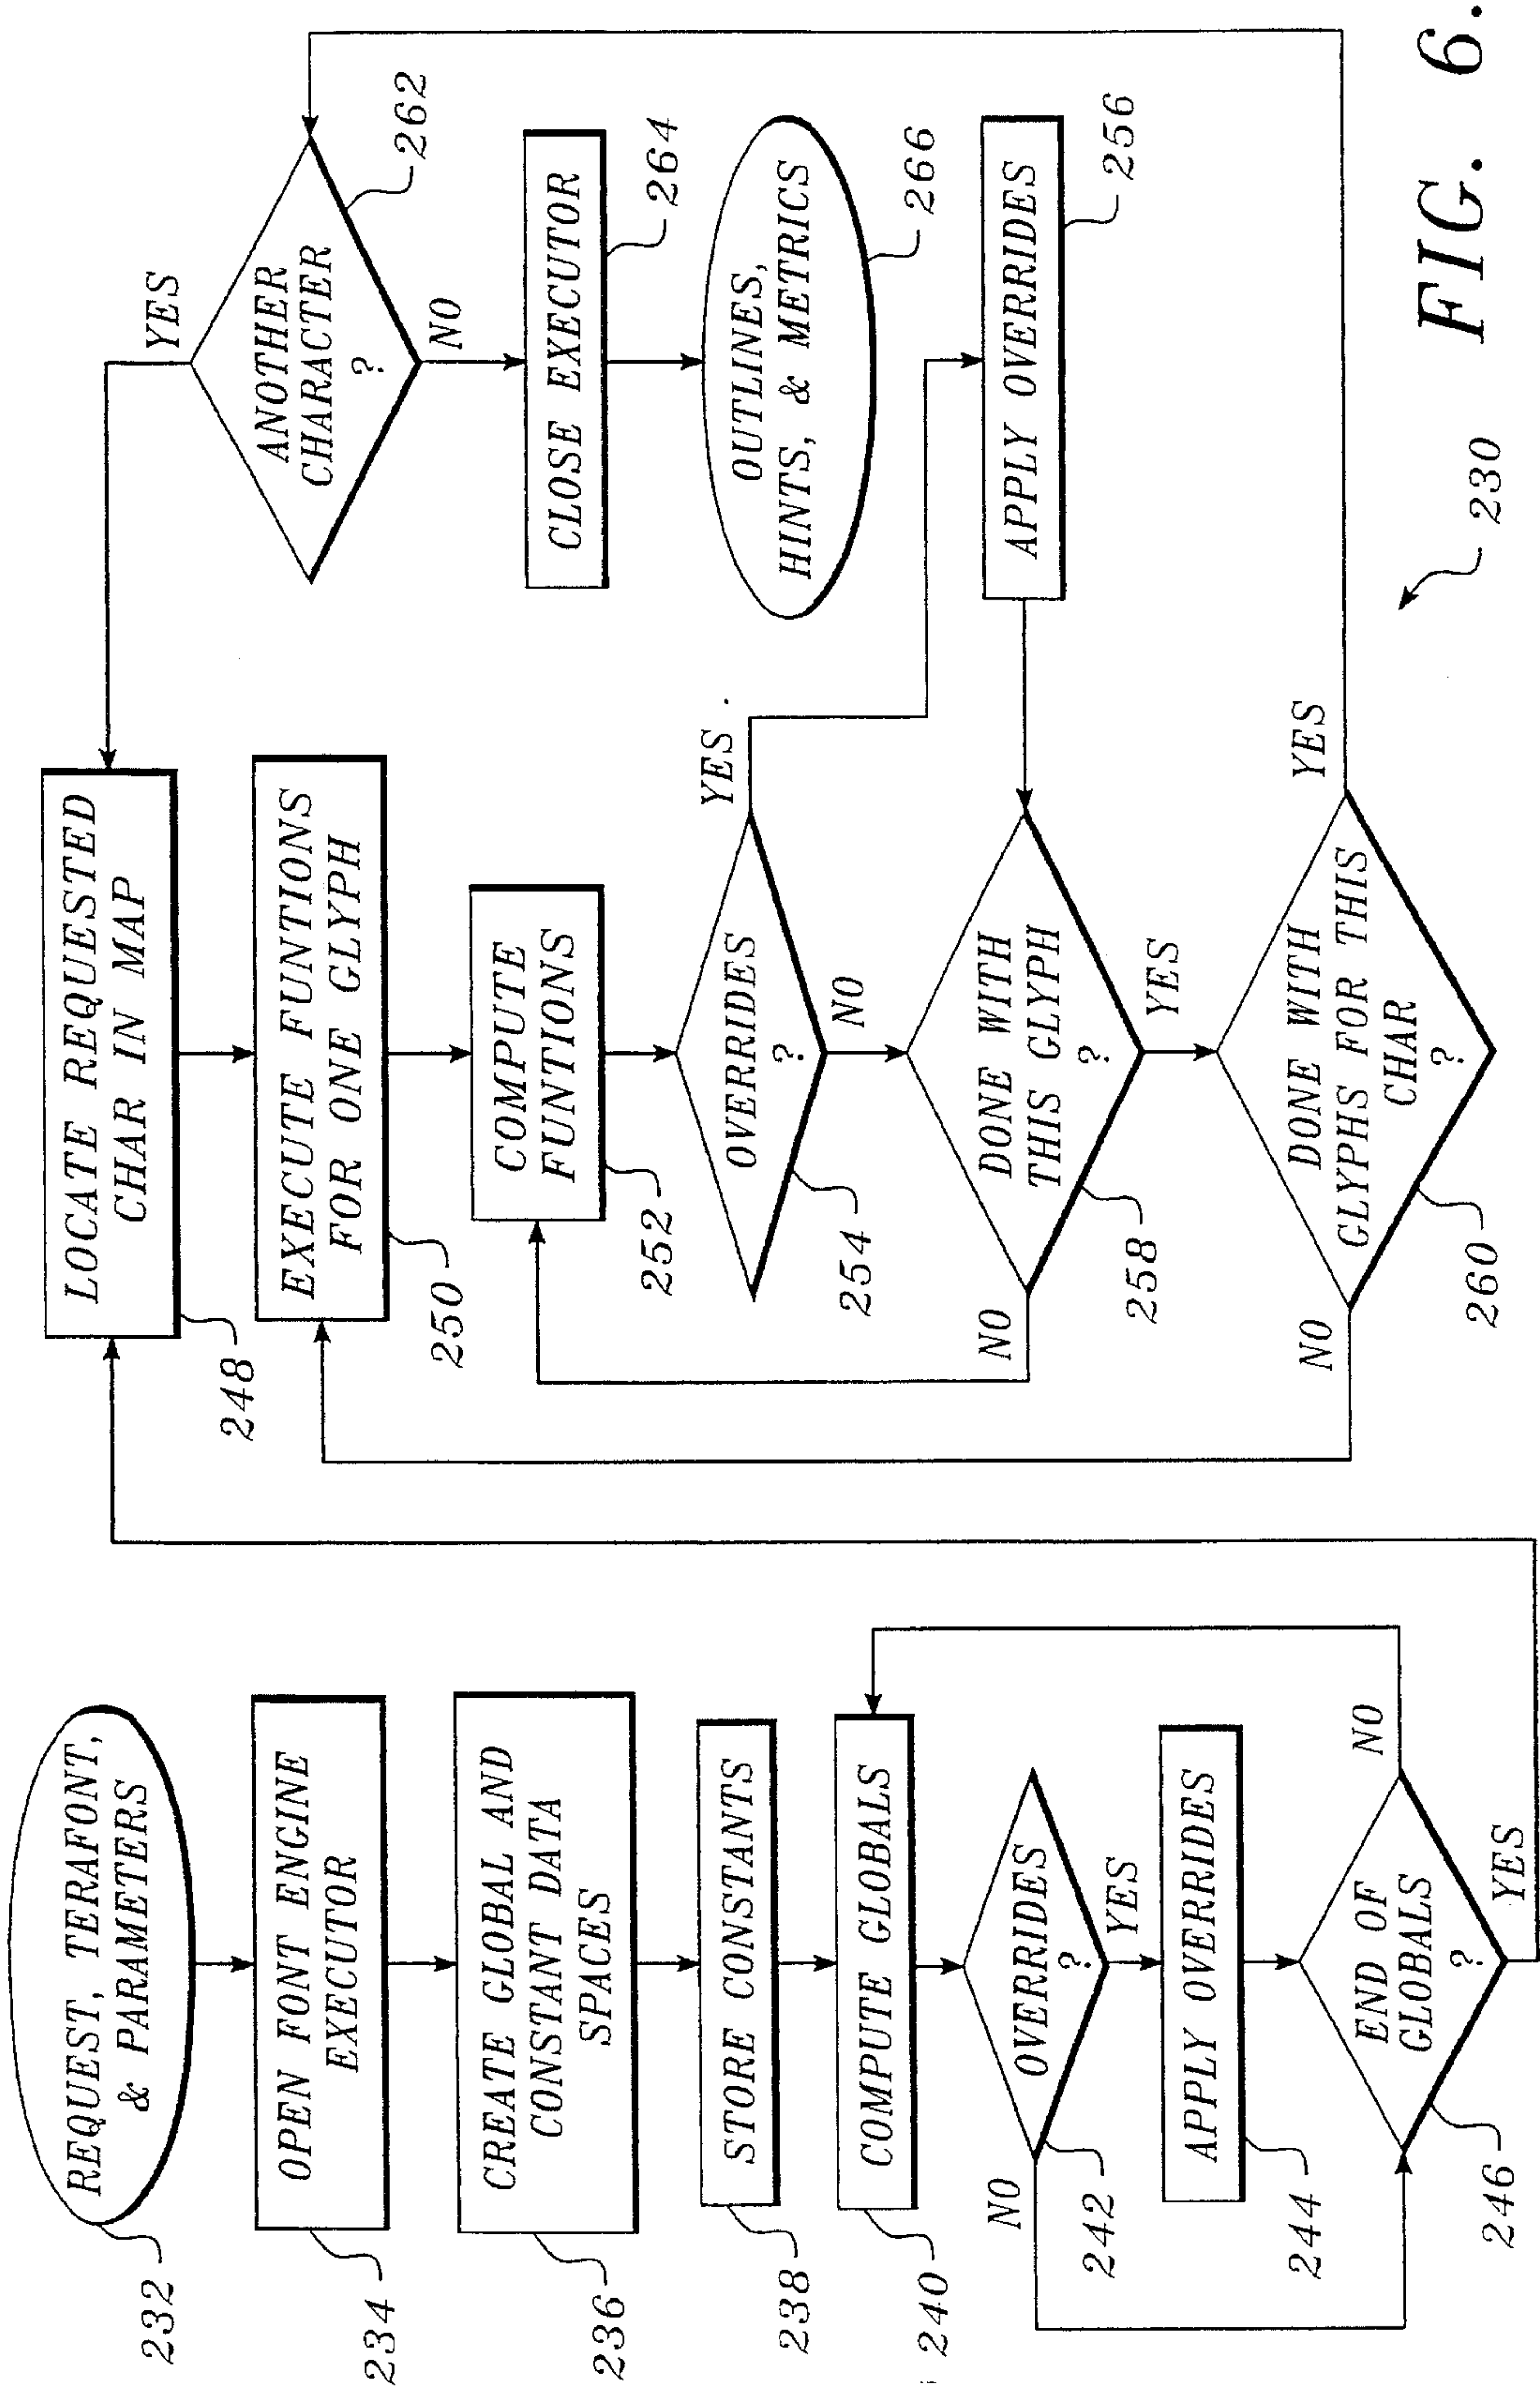 REQUEST, TERAFONT,
& PARAMETERS
232
OPEN FONT ENGINE
EXECUTOR
234
CREATE GLOBAL AND
CONSTANT DATA
SPACES
236
STORE CONSTANTS
238
COMPUTE GLOBALS
240
OVERRIDES
?
NO
YES
242
APPLY OVERRIDES
244
END OF
GLOBALS
?
NO
YES
246
LOCATE REQUESTED
CHAR IN MAP
248
EXECUTE FUNTIONS
FOR ONE GLYPH
250
COMPUTE
FUNTIONS
252
OVERRIDES
?
YES
NO
254
DONE WITH
THIS GLYPH
?
NO
YES
258
DONE WITH
GLYPHS FOR THIS
CHAR
?
NO
YES
260
ANOTHER
CHARACTER
?
YES
NO
262
CLOSE EXECUTOR
264
OUTLINES,
HINTS, & METRICS
266
APPLY OVERRIDES
256
230
FIG. 6.